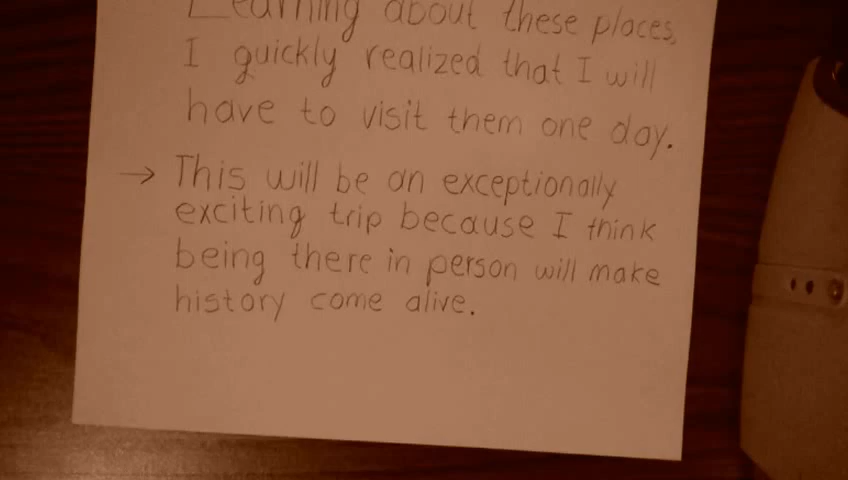 Learning about these places,
I quickly realized that I will
have to visit them one day.
→ This will be an exceptionally
exciting trip because I think
being there in person will make
history come alive.